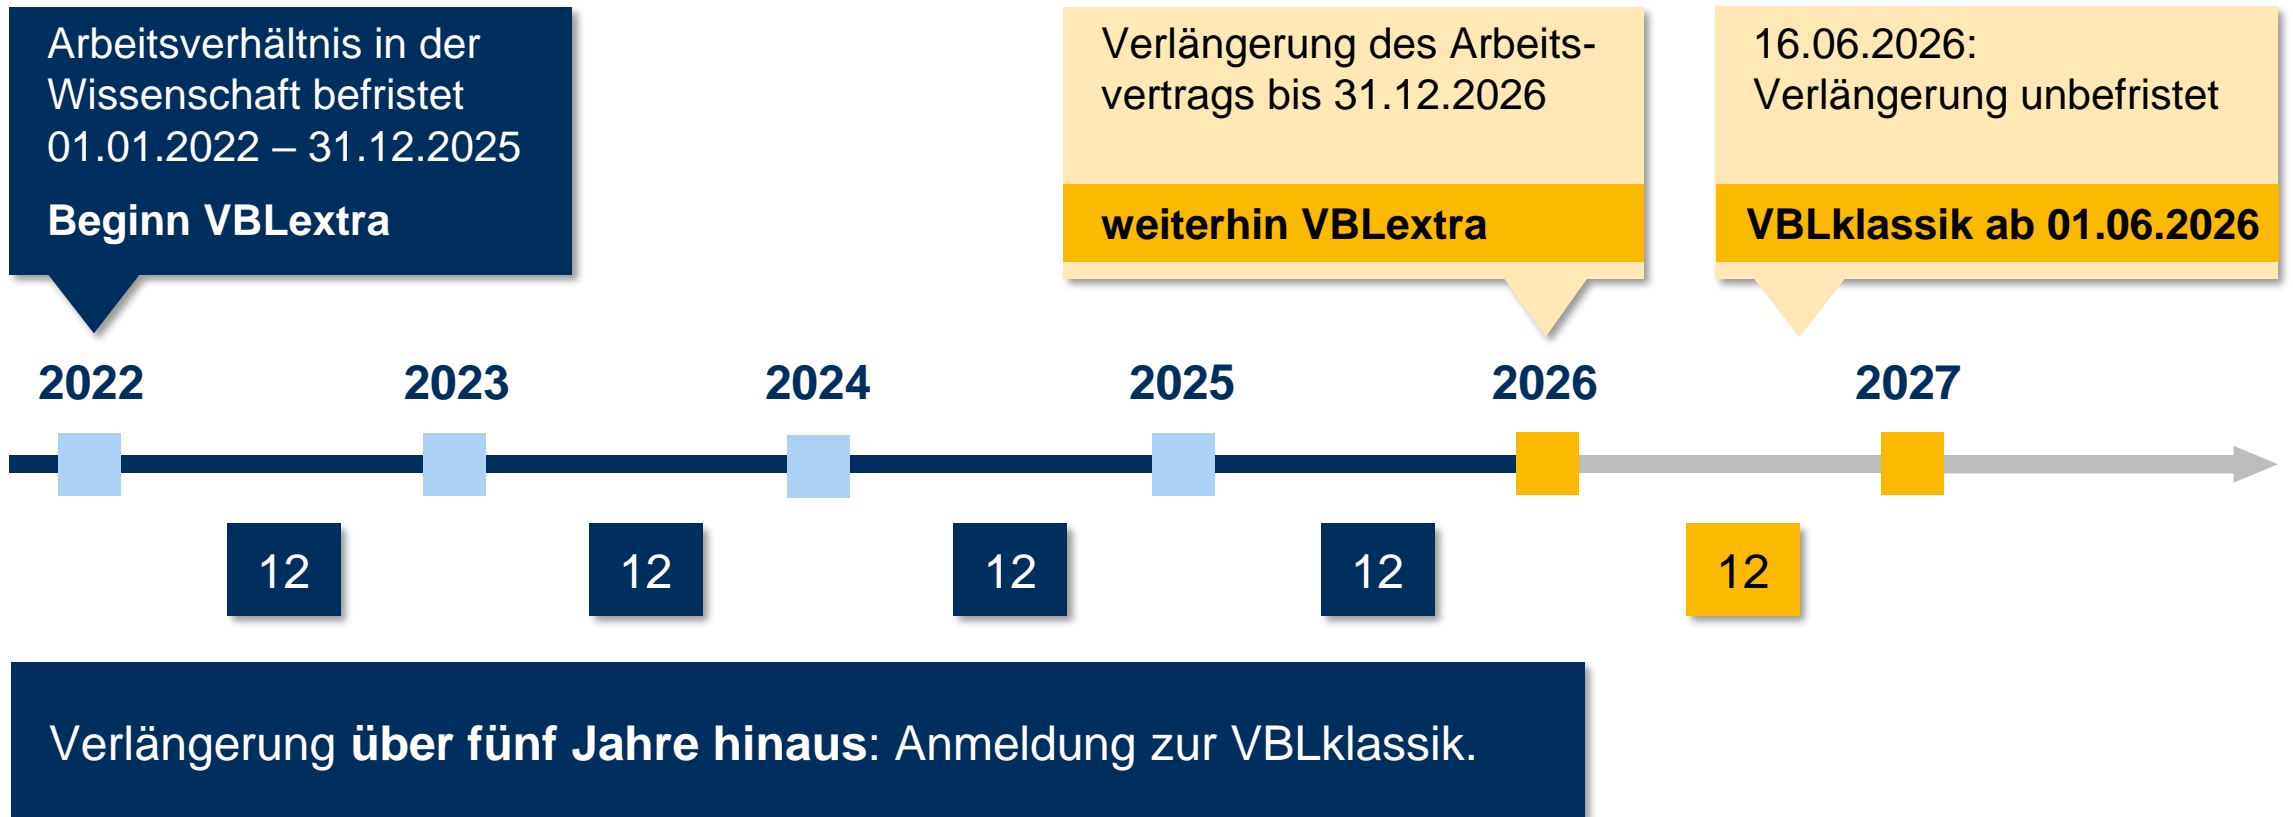 Arbeitsverhältnis in der
Wissenschaft befristet
01.01.2022 – 31.12.2025
Beginn VBLextra
Verlängerung des Arbeits-
vertrags bis 31.12.2026
weiterhin VBLextra
16.06.2026:
Verlängerung unbefristet
VBLklassik ab 01.06.2026
2022 2023 2024 2025 2026 2027
12 12 12 12 12
Verlängerung über fünf Jahre hinaus: Anmeldung zur VBLklassik.